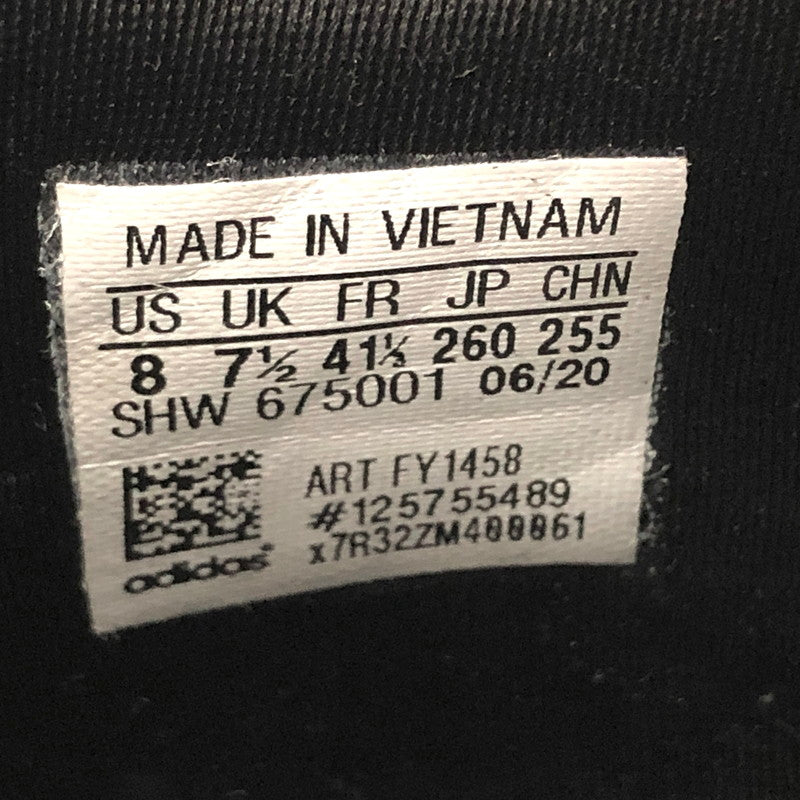 MADE IN VIETNAM
US UK FR JP CHN
8 7½ 41⅓ 260 255
SHW 675001 06/20
ART FY1458
#125755489
x7R32ZM400061
adidas